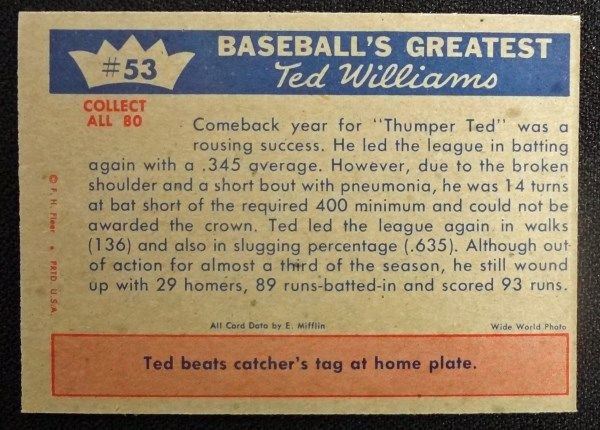 #53
BASEBALL'S GREATEST
Ted Williams
COLLECT
ALL 80
Comeback year for "Thumper Ted" was a
rousing success. He led the league in batting
again with a .345 average. However, due to the broken
shoulder and a short bout with pneumonia, he was 14 turns
at bat short of the required 400 minimum and could not be
awarded the crown. Ted led the league again in walks
(136) and also in slugging percentage (.635). Although out
of action for almost a third of the season, he still wound
up with 29 homers, 89 runs-batted-in and scored 93 runs.
© F. H. Fleer • PRTD. U.S.A.
All Card Data by E. Mifflin
Wide World Photo
Ted beats catcher's tag at home plate.